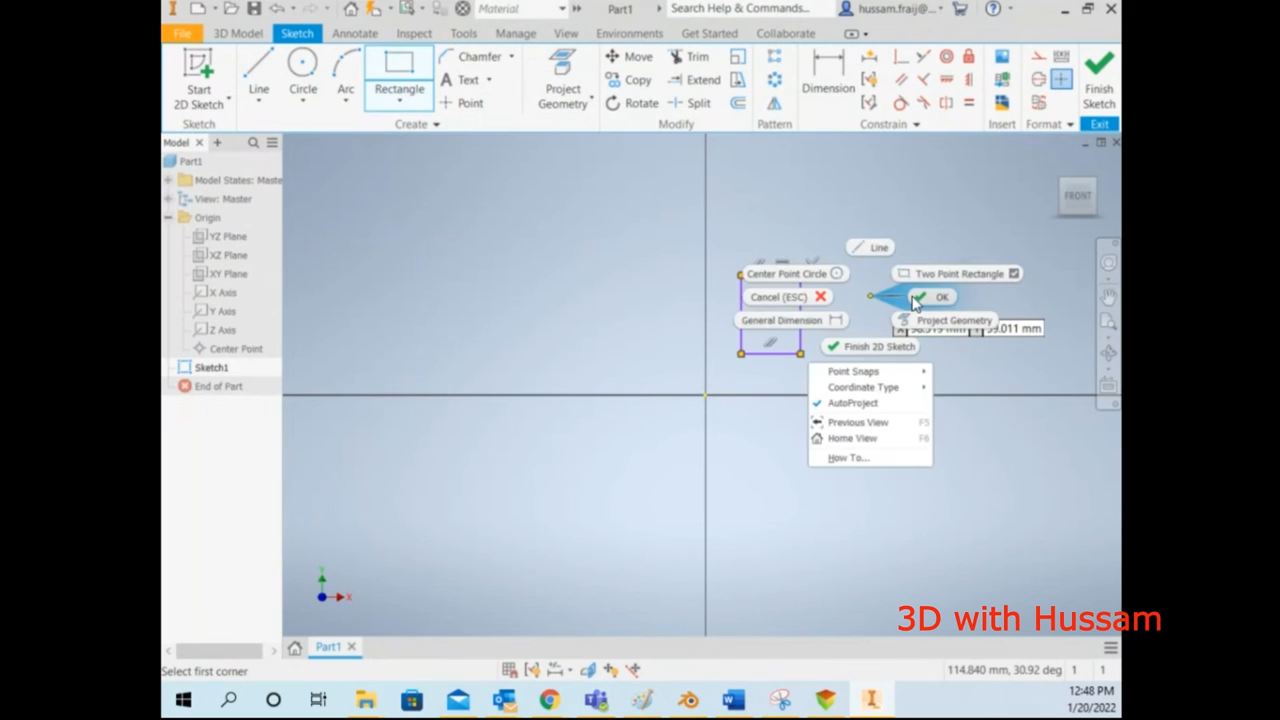 Material
Part1
Search Help & Commands...
hussam.fraij@...
File
3D Model
Sketch
Annotate
Inspect
Tools
Manage
View
Environments
Get Started
Collaborate
Start
2D Sketch
Line
Circle
Arc
Rectangle
Chamfer
Text
Point
Project
Geometry
Move
Copy
Rotate
Trim
Extend
Split
Dimension
Finish
Sketch
Sketch
Create
Modify
Pattern
Constrain
Insert
Format
Exit
Model
Part1
Model States: Maste
View: Master
Origin
YZ Plane
XZ Plane
XY Plane
X Axis
Y Axis
Z Axis
Center Point
Sketch1
End of Part
FRONT
Line
Center Point Circle
Two Point Rectangle
Cancel (ESC)
OK
General Dimension
Project Geometry
mm
59.011 mm
Finish 2D Sketch
Point Snaps
Coordinate Type
AutoProject
Previous View F5
Home View F6
How To...
Y
X
3D with Hussam
Part1
Select first corner
114.840 mm, 30.92 deg 1 1
12:48 PM
1/20/2022